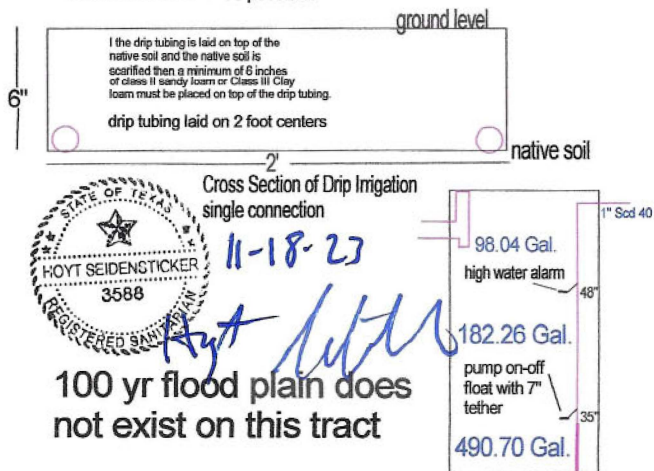 ground level
I the drip tubing is laid on top of the
native soil and the native soil is
scarified then a minimum of 6 inches
of class II sandy loam or Class III Clay
loam must be placed on top of the drip tubing.
drip tubing laid on 2 foot centers
6"
native soil
2'
Cross Section of Drip Irrigation
single connection
STATE OF TEXAS
HOYT SEIDENSTICKER
3588
REGISTERED SANITARIAN
11-18-23
Hoyt
100 yr flood plain does
not exist on this tract
1" Scd 40
98.04 Gal.
high water alarm
48"
182.26 Gal.
pump on-off
float with 7"
tether
35"
490.70 Gal.